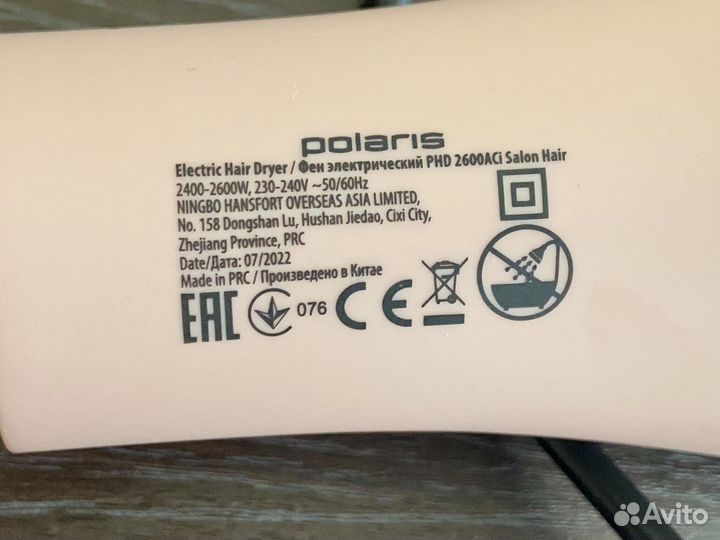 polaris
Electric Hair Dryer / Фен электрический PHD 2600ACi Salon Hair
2400-2600W, 230-240V ~50/60Hz
NINGBO HANSFORT OVERSEAS ASIA LIMITED,
No. 158 Dongshan Lu, Hushan Jiedao, Cixi City,
Zhejiang Province, PRC
Date/Дата: 07/2022
Made in PRC / Произведено в Китае
EAC 076 CE
Avito